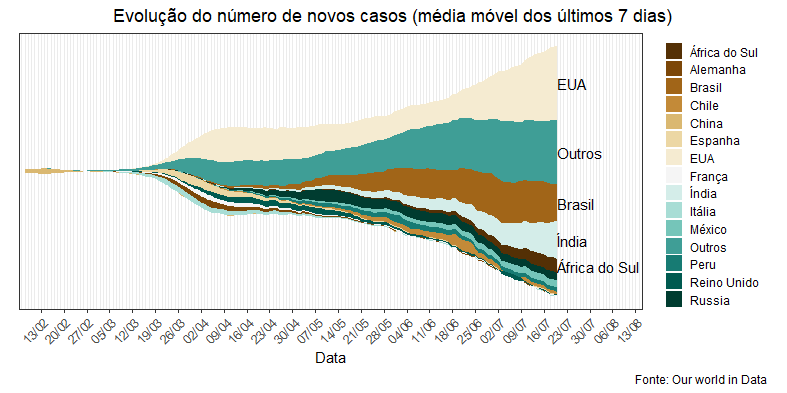 Evolução do número de novos casos (média móvel dos últimos 7 dias)
EUA
Outros
Brasil
Índia
África do Sul
África do Sul
Alemanha
Brasil
Chile
China
Espanha
EUA
França
Índia
Itália
México
Outros
Peru
Reino Unido
Russia
13/02 20/02 27/02 05/03 12/03 19/03 26/03 02/04 09/04 16/04 23/04 30/04 07/05 14/05 21/05 28/05 04/06 11/06 18/06 25/06 02/07 09/07 16/07 23/07 30/07 06/08 13/08
Data
Fonte: Our world in Data